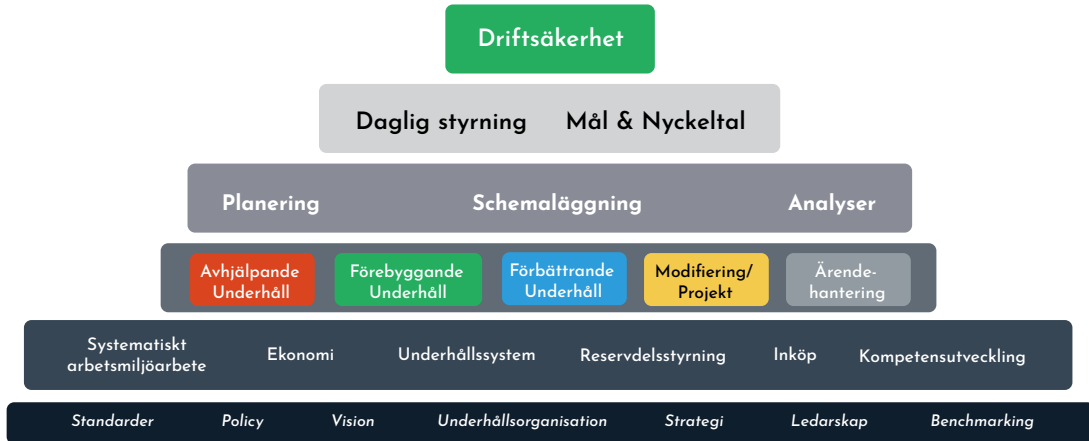 Driftsäkerhet
Daglig styrning Mål & Nyckeltal
Planering Schemaläggning Analyser
Avhjälpande
Underhåll
Förebyggande
Underhåll
Förbättrande
Underhåll
Modifiering/
Projekt
Ärende-
hantering
Systematiskt
arbetsmiljöarbete
Ekonomi
Underhållssystem
Reservdelsstyrning
Inköp
Kompetensutveckling
Standarder Policy Vision Underhållsorganisation Strategi Ledarskap Benchmarking